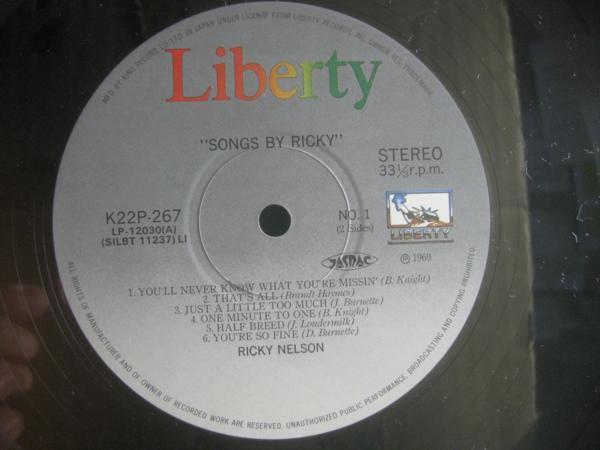 MFD. BY KING RECORD CO. LTD. IN JAPAN UNDER LICENSE FROM LIBERTY RECORDS, INC. OWNER REG. TRADEMARK.
Liberty
"SONGS BY RICKY"
STEREO
33⅓r.p.m.
K22P-267
LP-12030(A)
(SILBT 11237) LI
NO. 1
(2 Sides)
LIBERTY
JASRAC
Ⓟ 1960
1. YOU'LL NEVER KNOW WHAT YOU'RE MISSIN' (B. Knight)
2. THAT'S ALL (Brandt-Haymes)
3. JUST A LITTLE TOO MUCH (J. Burnette)
4. ONE MINUTE TO ONE (B. Knight)
5. HALF BREED (J. Loudermilk)
6. YOU'RE SO FINE (D. Burnette)
RICKY NELSON
ALL RIGHTS OF MANUFACTURER AND OF OWNER OF RECORDED WORK ARE RESERVED. UNAUTHORIZED PUBLIC PERFORMANCE, BROADCASTING AND COPYING PROHIBITED.